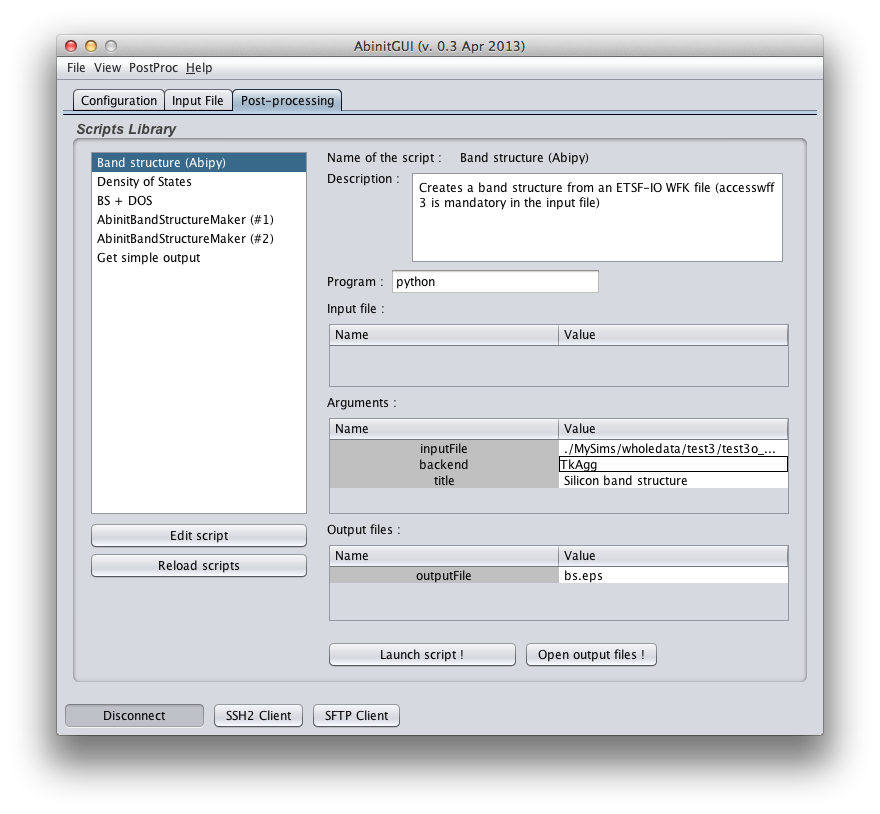 AbinitGUI (v. 0.3 Apr 2013)
File View PostProc Help
Configuration Input File Post-processing
Scripts Library
Band structure (Abipy)
Density of States
BS + DOS
AbinitBandStructureMaker (#1)
AbinitBandStructureMaker (#2)
Get simple output
Edit script
Reload scripts
Name of the script : Band structure (Abipy)
Description :
Creates a band structure from an ETSF-IO WFK file (accesswff
3 is mandatory in the input file)
Program : python
Input file :
Name Value
Arguments :
Name Value
inputFile ./MySims/wholedata/test3/test3o_...
backend TkAgg
title Silicon band structure
Output files :
Name Value
outputFile bs.eps
Launch script ! Open output files !
Disconnect SSH2 Client SFTP Client